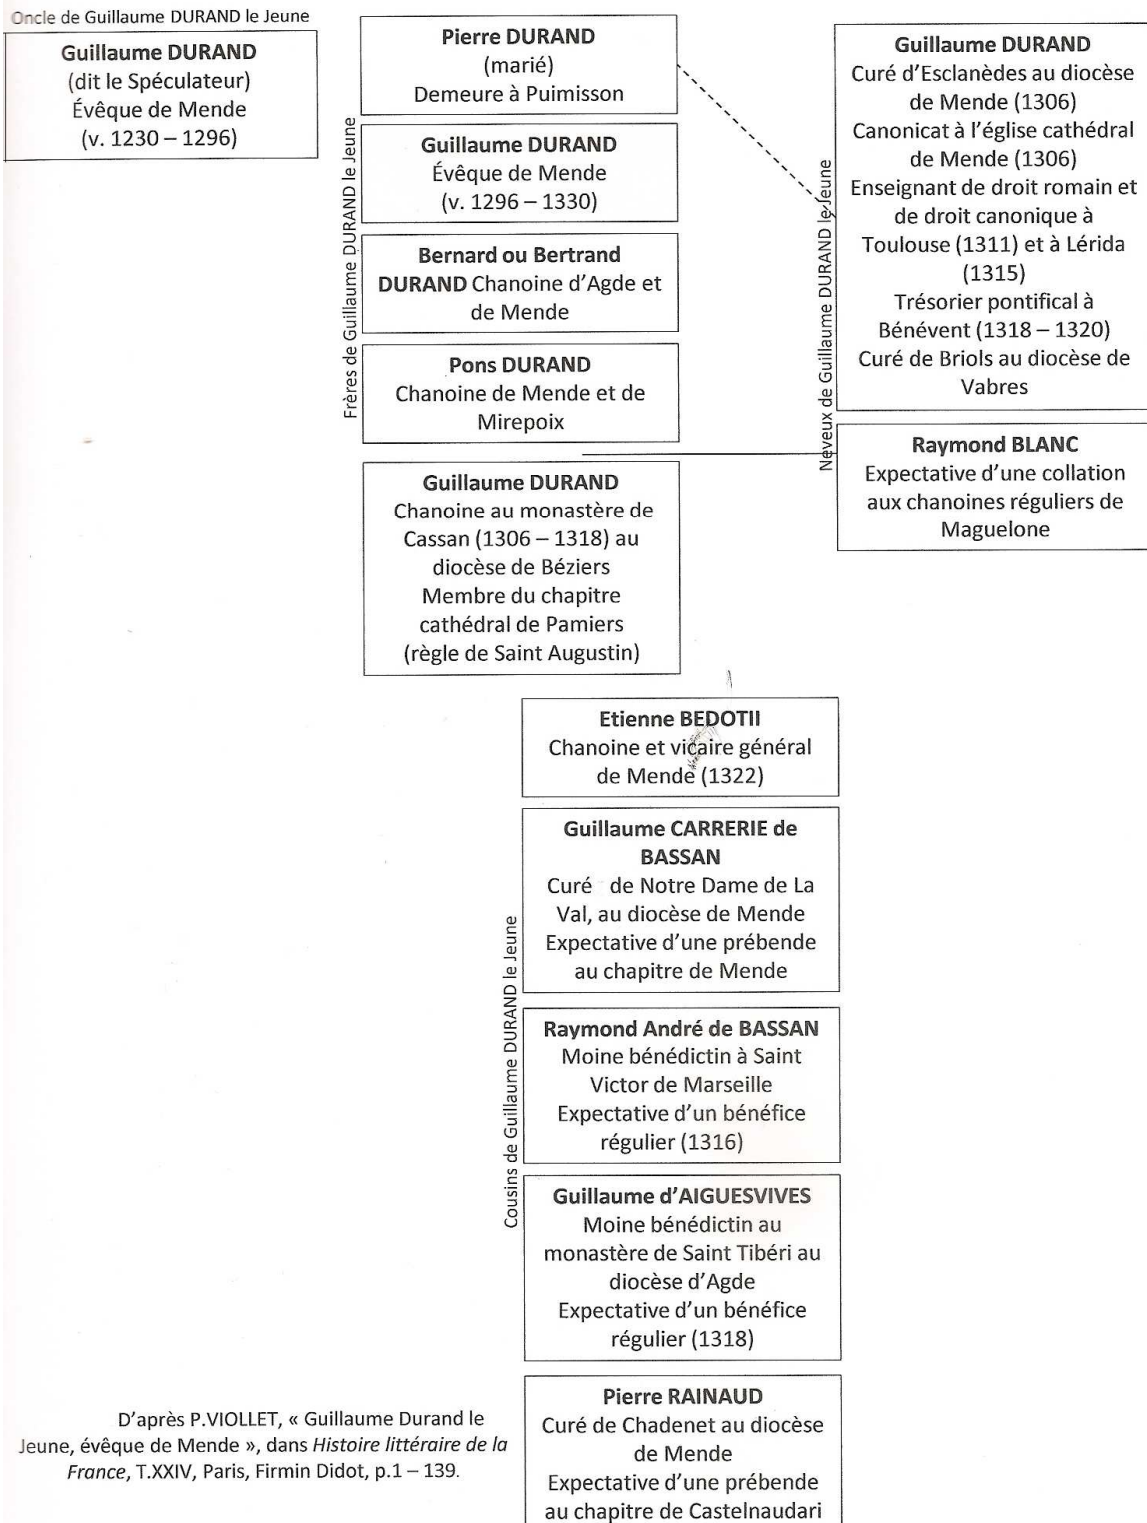 Oncle de Guillaume DURAND le Jeune
Guillaume DURAND
(dit le Spéculateur)
Évêque de Mende
(v. 1230 – 1296)
Frères de Guillaume DURAND le Jeune
Pierre DURAND
(marié)
Demeure à Puimisson
Guillaume DURAND
Évêque de Mende
(v. 1296 – 1330)
Bernard ou Bertrand
DURAND Chanoine d'Agde et
de Mende
Pons DURAND
Chanoine de Mende et de
Mirepoix
Guillaume DURAND
Chanoine au monastère de
Cassan (1306 – 1318) au
diocèse de Béziers
Membre du chapitre
cathédral de Pamiers
(règle de Saint Augustin)
Neveux de Guillaume DURAND le Jeune
Guillaume DURAND
Curé d'Esclanèdes au diocèse
de Mende (1306)
Canonicat à l'église cathédral
de Mende (1306)
Enseignant de droit romain et
de droit canonique à
Toulouse (1311) et à Lérida
(1315)
Trésorier pontifical à
Bénévent (1318 – 1320)
Curé de Briols au diocèse de
Vabres
Raymond BLANC
Expectative d'une collation
aux chanoines réguliers de
Maguelone
Cousins de Guillaume DURAND le Jeune
Etienne BEDOTII
Chanoine et vicaire général
de Mende (1322)
Guillaume CARRERIE de
BASSAN
Curé de Notre Dame de La
Val, au diocèse de Mende
Expectative d'une prébende
au chapitre de Mende
Raymond André de BASSAN
Moine bénédictin à Saint
Victor de Marseille
Expectative d'un bénéfice
régulier (1316)
Guillaume d'AIGUESVIVES
Moine bénédictin au
monastère de Saint Tibéri au
diocèse d'Agde
Expectative d'un bénéfice
régulier (1318)
Pierre RAINAUD
Curé de Chadenet au diocèse
de Mende
Expectative d'une prébende
au chapitre de Castelnaudari
D'après P.VIOLLET, « Guillaume Durand le
Jeune, évêque de Mende », dans Histoire littéraire de la
France, T.XXIV, Paris, Firmin Didot, p.1 – 139.